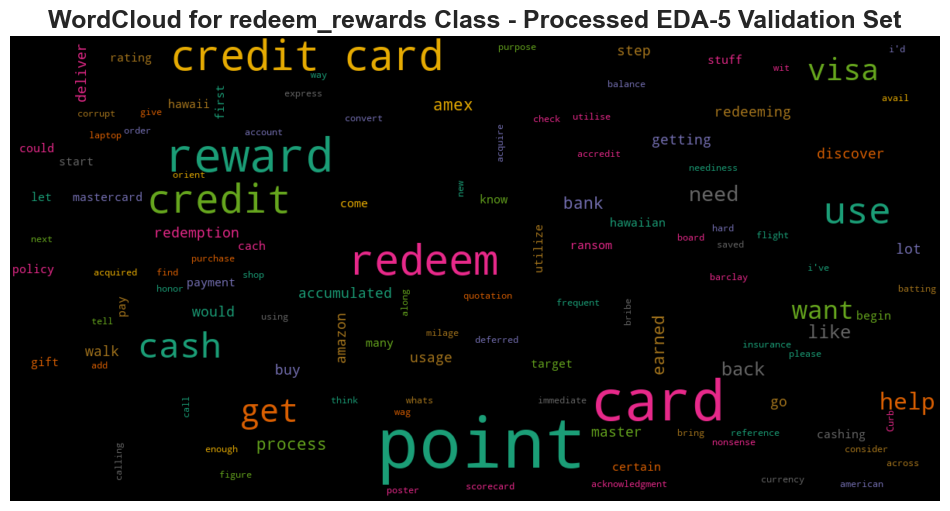 WordCloud for redeem_rewards Class - Processed EDA-5 Validation Set
deliver
rating
credit card
purpose
step
stuff
visa
i'd
way
wit
corrupt
give
hawaii
first
express
amex
balance
redeeming
avail
laptop
order
account
convert
check
utilise
could
start
reward
acquire
getting
discover
accredit
orient
neediness
let
mastercard
credit
come
new
know
bank
need
use
next
redemption
cach
utilize
hawaiian
board
hard
flight
lot
ransom
saved
policy
acquired
find
purchase
shop
redeem
barclay
i've
honor
payment
accumulated
along
quotation
frequent
bribe
batting
pay
would
using
want
begin
tell
cash
amazon
many
milage
deferred
earned
like
insurance
please
gift
walk
add
buy
usage
target
back
call
get
think
whats
wag
immediate
card
go
help
Curb
process
point
master
bring
reference
nonsense
cashing
consider
calling
enough
figure
certain
across
poster
scorecard
acknowledgment
currency
american